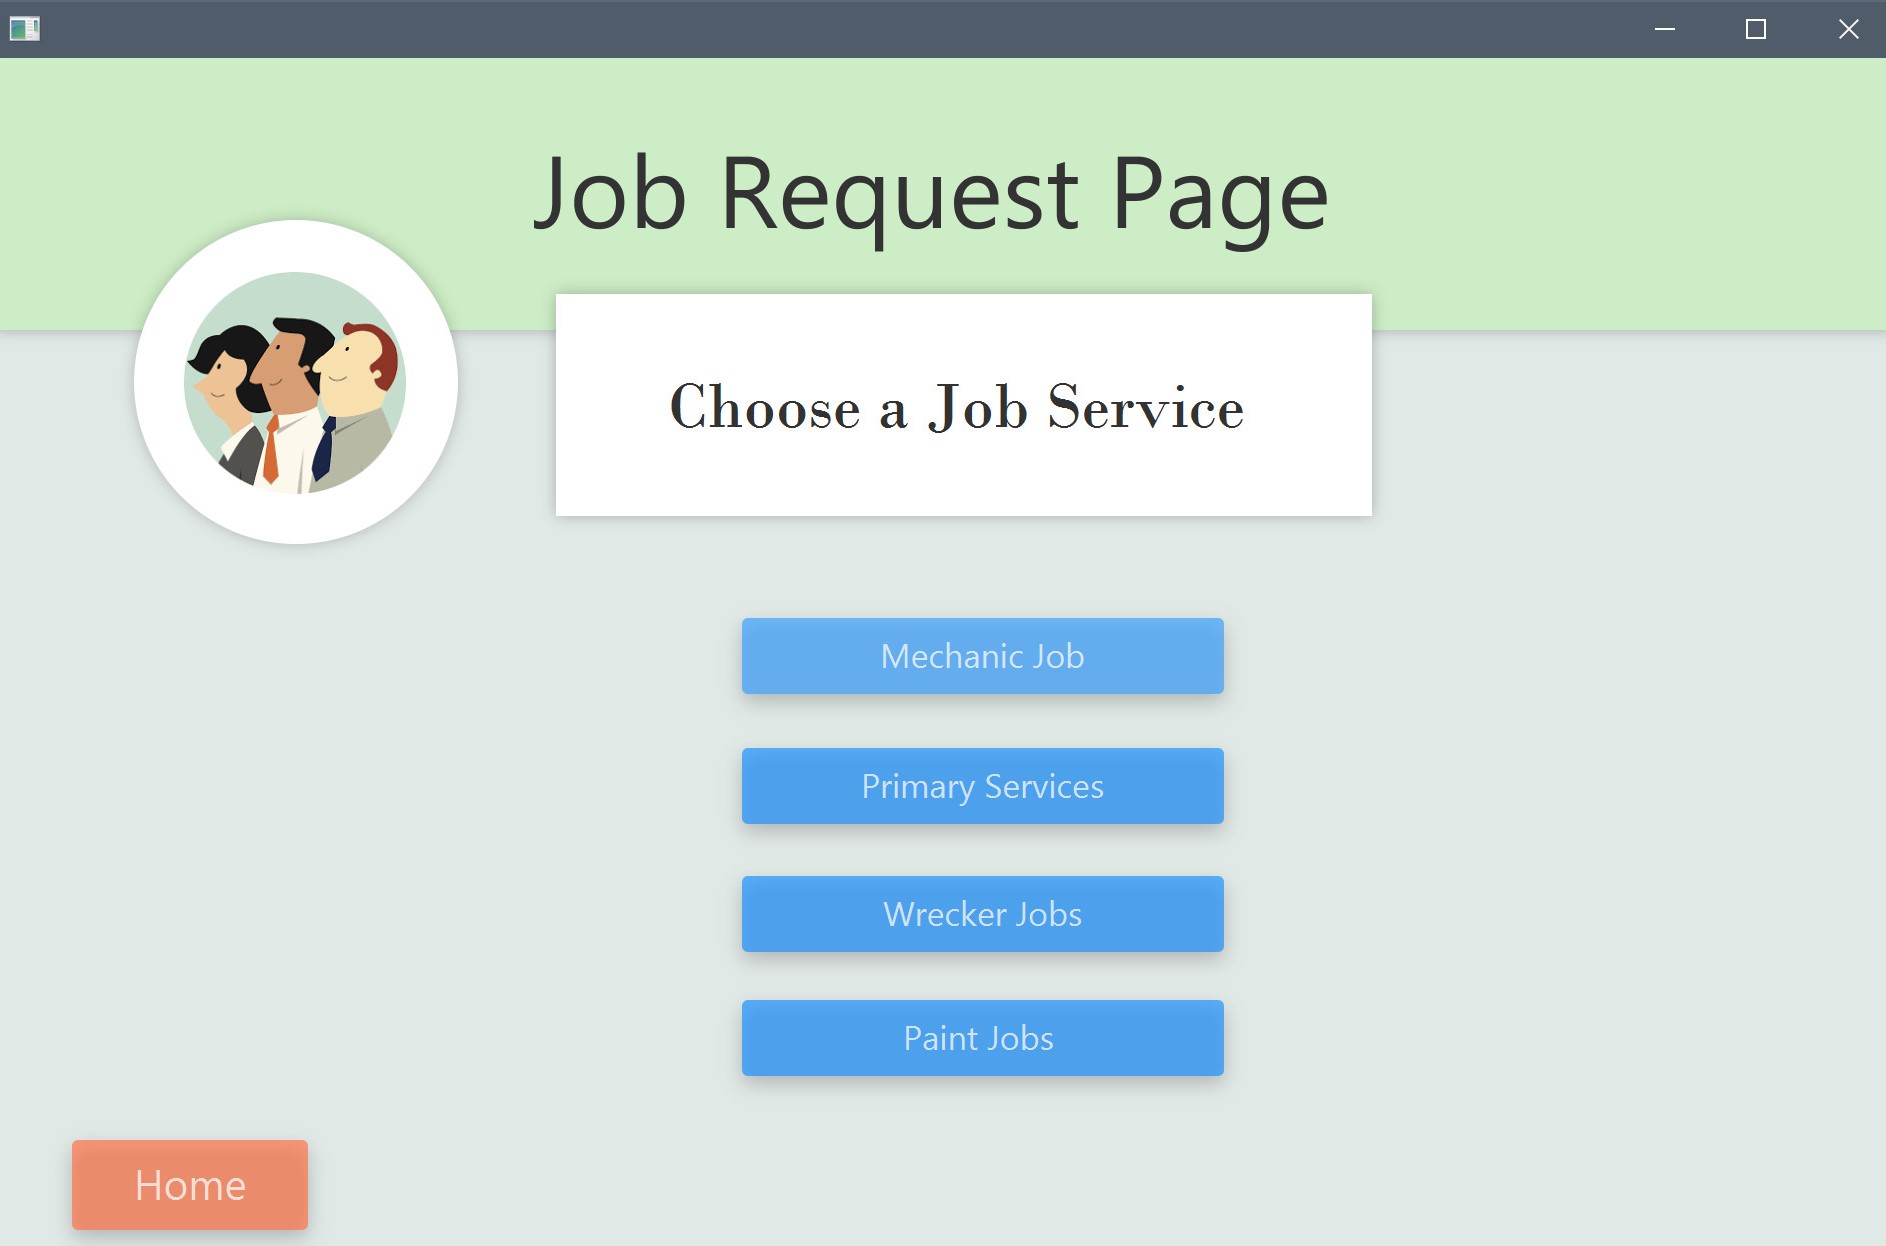 Job Request Page
Choose a Job Service
Mechanic Job
Primary Services
Wrecker Jobs
Paint Jobs
Home